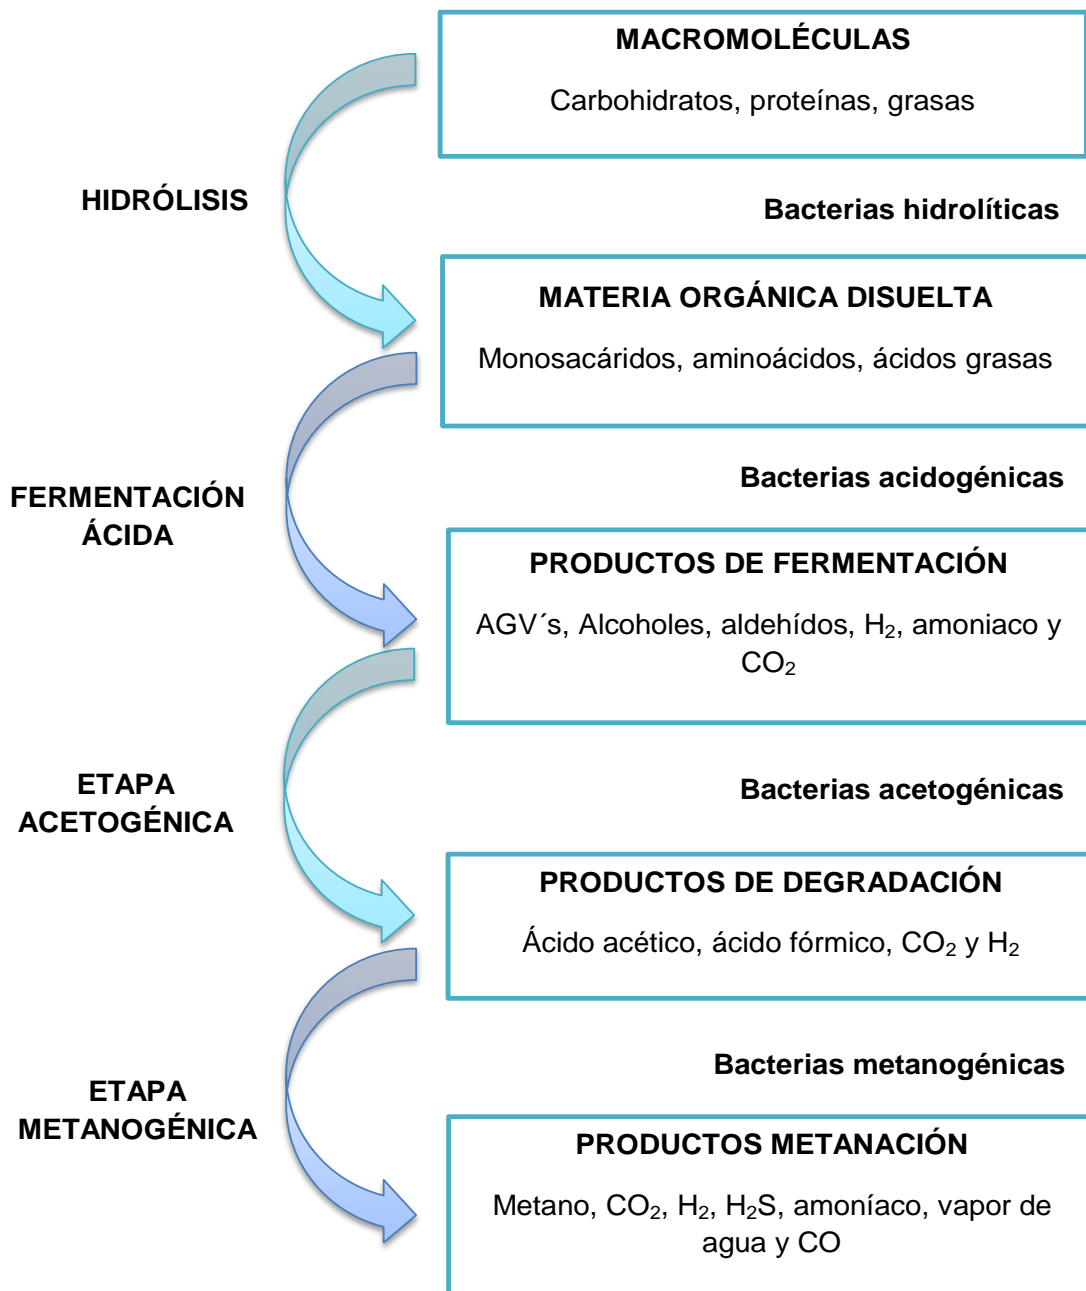 MACROMOLÉCULAS
Carbohidratos, proteínas, grasas
HIDRÓLISIS
Bacterias hidrolíticas
MATERIA ORGÁNICA DISUELTA
Monosacáridos, aminoácidos, ácidos grasas
Bacterias acidogénicas
FERMENTACIÓN
ÁCIDA
PRODUCTOS DE FERMENTACIÓN
AGV´s, Alcoholes, aldehídos, H₂, amoniaco y
CO₂
ETAPA
ACETOGÉNICA
Bacterias acetogénicas
PRODUCTOS DE DEGRADACIÓN
Ácido acético, ácido fórmico, CO₂ y H₂
Bacterias metanogénicas
ETAPA
METANOGÉNICA
PRODUCTOS METANACIÓN
Metano, CO₂, H₂, H₂S, amoníaco, vapor de
agua y CO